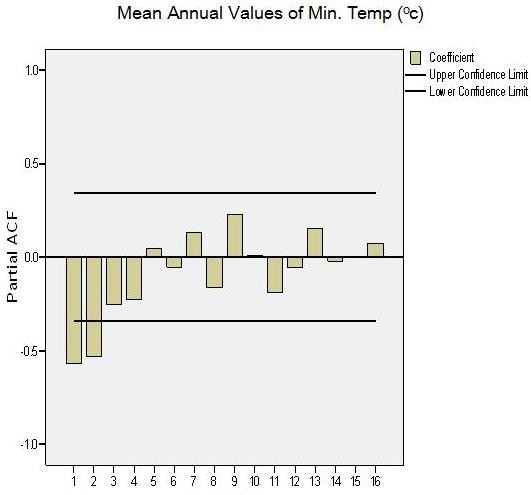 Mean Annual Values of Min. Temp (ºc)
Coefficient
Upper Confidence Limit
Lower Confidence Limit
Partial ACF
1.0
0.5
0.0
-0.5
-1.0
1 2 3 4 5 6 7 8 9 10 11 12 13 14 15 16